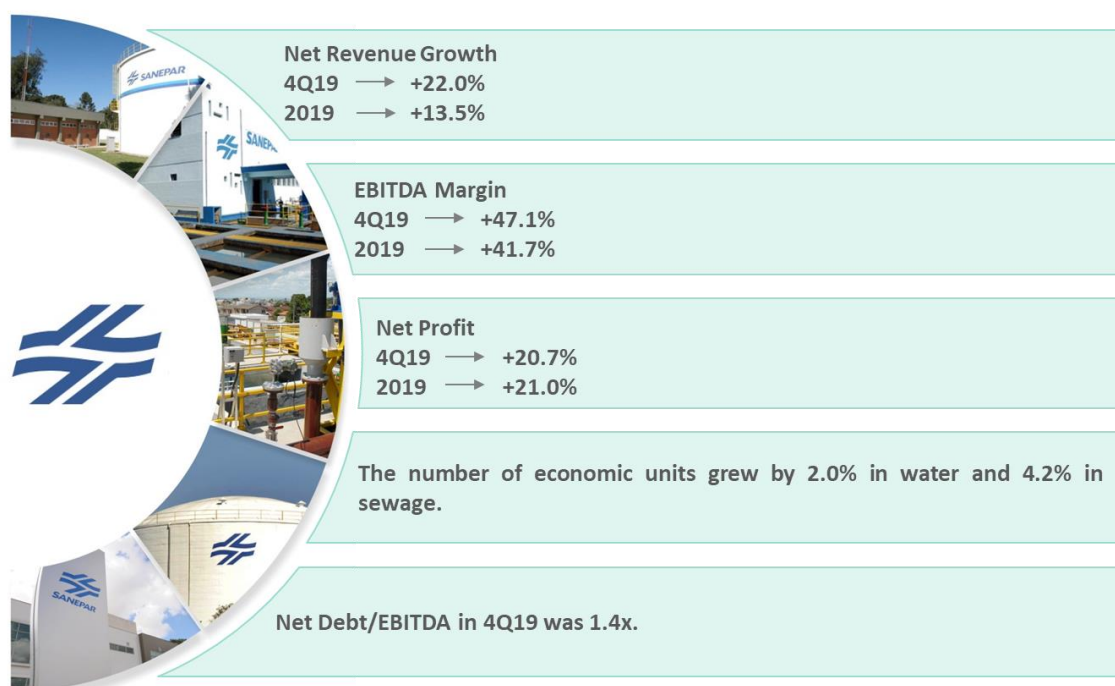 SANEPAR
Net Revenue Growth
4Q19 → +22.0%
2019 → +13.5%
SANEPA
EBITDA Margin
4Q19 → +47.1%
2019 → +41.7%
Net Profit
4Q19 → +20.7%
2019 → +21.0%
The number of economic units grew by 2.0% in water and 4.2% in
sewage.
SANEPAR
Net Debt/EBITDA in 4Q19 was 1.4x.